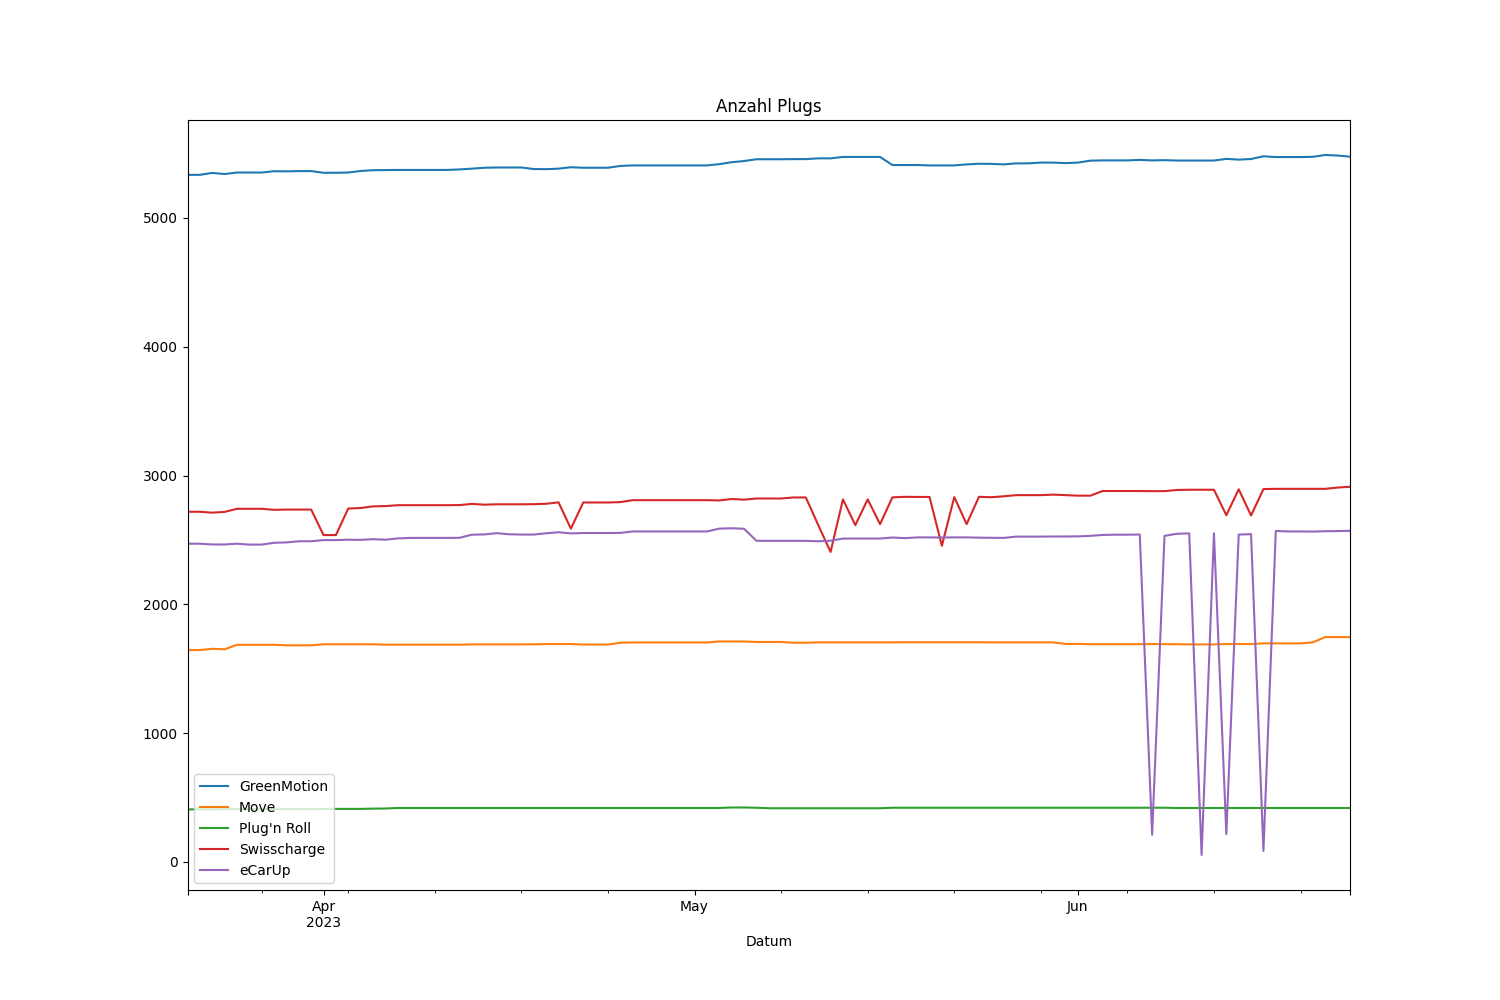 Anzahl Plugs
5000
4000
3000
2000
1000
0
GreenMotion
Move
Plug'n Roll
Swisscharge
eCarUp
Apr
2023
May
Jun
Datum